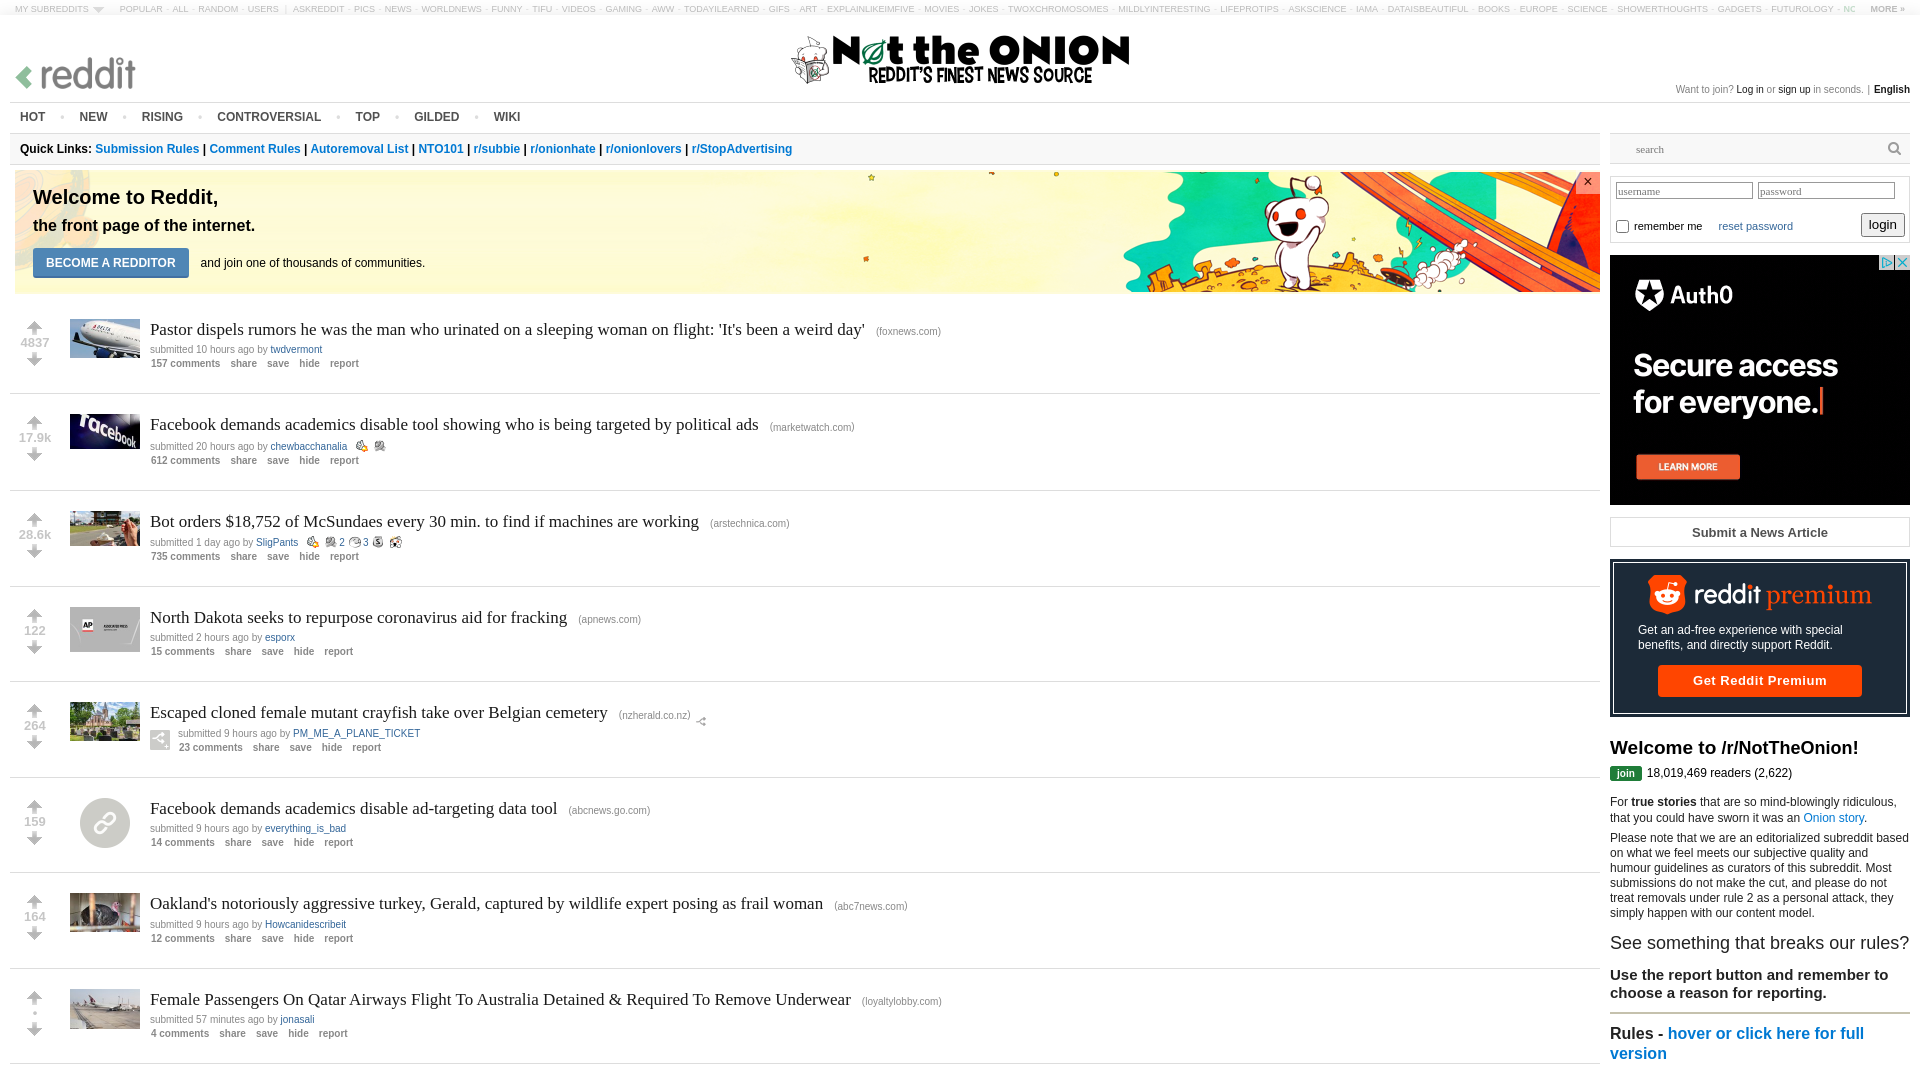 MY SUBREDDITS POPULAR - ALL - RANDOM - USERS | ASKREDDIT - PICS - NEWS - WORLDNEWS - FUNNY - TIFU - VIDEOS - GAMING - AWW - TODAYILEARNED - GIFS - ART - EXPLAINLIKEIMFIVE - MOVIES - JOKES - TWOXCHROMOSOMES - MILDLYINTERESTING - LIFEPROTIPS - ASKSCIENCE - IAMA - DATAISBEAUTIFUL - BOOKS - EUROPE - SCIENCE - SHOWERTHOUGHTS - GADGETS - FUTUROLOGY - NO MORE »
reddit
Not the ONION
REDDIT'S FINEST NEWS SOURCE
Want to join? Log in or sign up in seconds. | English
HOT • NEW • RISING • CONTROVERSIAL • TOP • GILDED • WIKI
Quick Links: Submission Rules | Comment Rules | Autoremoval List | NTO101 | r/subbie | r/onionhate | r/onionlovers | r/StopAdvertising
search
Welcome to Reddit,
the front page of the internet.
BECOME A REDDITOR and join one of thousands of communities.
×
username password
remember me reset password login
Auth0
Secure access
for everyone.
LEARN MORE
Pastor dispels rumors he was the man who urinated on a sleeping woman on flight: 'It's been a weird day' (foxnews.com)
4837
DELTA
submitted 10 hours ago by twdvermont
157 comments share save hide report
Facebook demands academics disable tool showing who is being targeted by political ads (marketwatch.com)
17.9k
facebook
submitted 20 hours ago by chewbacchanalia
612 comments share save hide report
Bot orders $18,752 of McSundaes every 30 min. to find if machines are working (arstechnica.com)
28.6k
submitted 1 day ago by SligPants 2 3
735 comments share save hide report
Submit a News Article
reddit premium
Get an ad-free experience with special
benefits, and directly support Reddit.
Get Reddit Premium
North Dakota seeks to repurpose coronavirus aid for fracking (apnews.com)
122
AP ASSOCIATED PRESS
submitted 2 hours ago by esporx
15 comments share save hide report
Escaped cloned female mutant crayfish take over Belgian cemetery (nzherald.co.nz)
264
submitted 9 hours ago by PM_ME_A_PLANE_TICKET
23 comments share save hide report
Facebook demands academics disable ad-targeting data tool (abcnews.go.com)
159
submitted 9 hours ago by everything_is_bad
14 comments share save hide report
Oakland's notoriously aggressive turkey, Gerald, captured by wildlife expert posing as frail woman (abc7news.com)
164
submitted 9 hours ago by Howcanidescribeit
12 comments share save hide report
Female Passengers On Qatar Airways Flight To Australia Detained & Required To Remove Underwear (loyaltylobby.com)
•
submitted 57 minutes ago by jonasali
4 comments share save hide report
Welcome to /r/NotTheOnion!
join 18,019,469 readers (2,622)
For true stories that are so mind-blowingly ridiculous,
that you could have sworn it was an Onion story.
Please note that we are an editorialized subreddit based
on what we feel meets our subjective quality and
humour guidelines as curators of this subreddit. Most
submissions do not make the cut, and please do not
treat removals under rule 2 as a personal attack, they
simply happen with our content model.
See something that breaks our rules?
Use the report button and remember to
choose a reason for reporting.
Rules - hover or click here for full
version